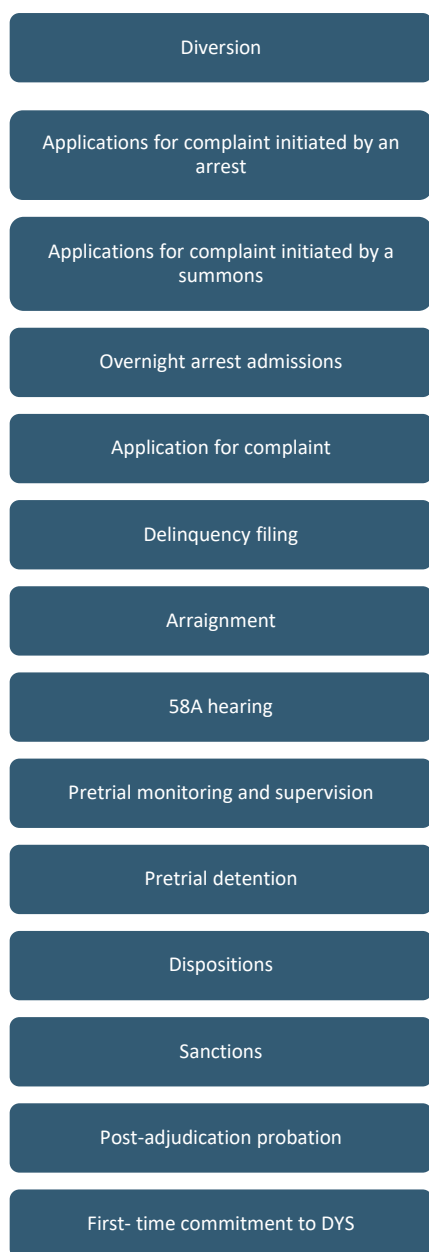 Diversion
Applications for complaint initiated by an
arrest
Applications for complaint initiated by a
summons
Overnight arrest admissions
Application for complaint
Delinquency filing
Arraignment
58A hearing
Pretrial monitoring and supervision
Pretrial detention
Dispositions
Sanctions
Post-adjudication probation
First- time commitment to DYS